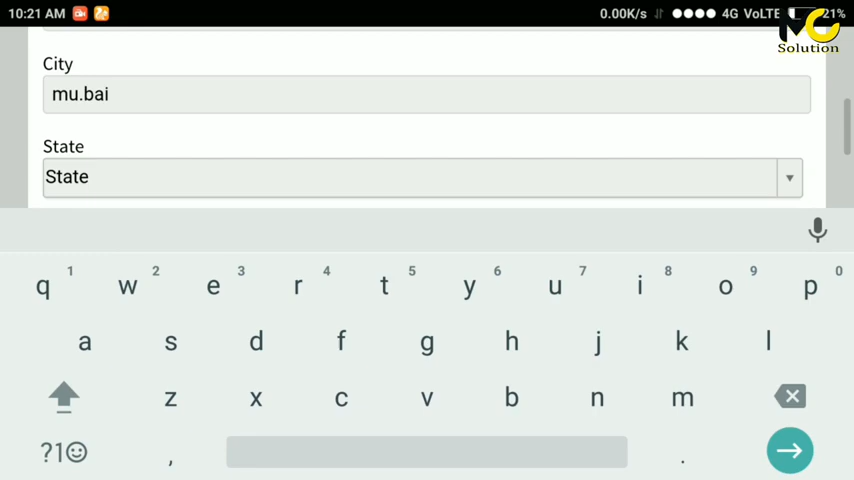 10:21 AM 0.00K/s 4G VoLTE 21%
MC
Solution
City
mu.bai
State
State
q 1 w 2 e 3 r 4 t 5 y 6 u 7 i 8 o 9 p 0
a s d f g h j k l
z x c v b n m
?1☺ , .